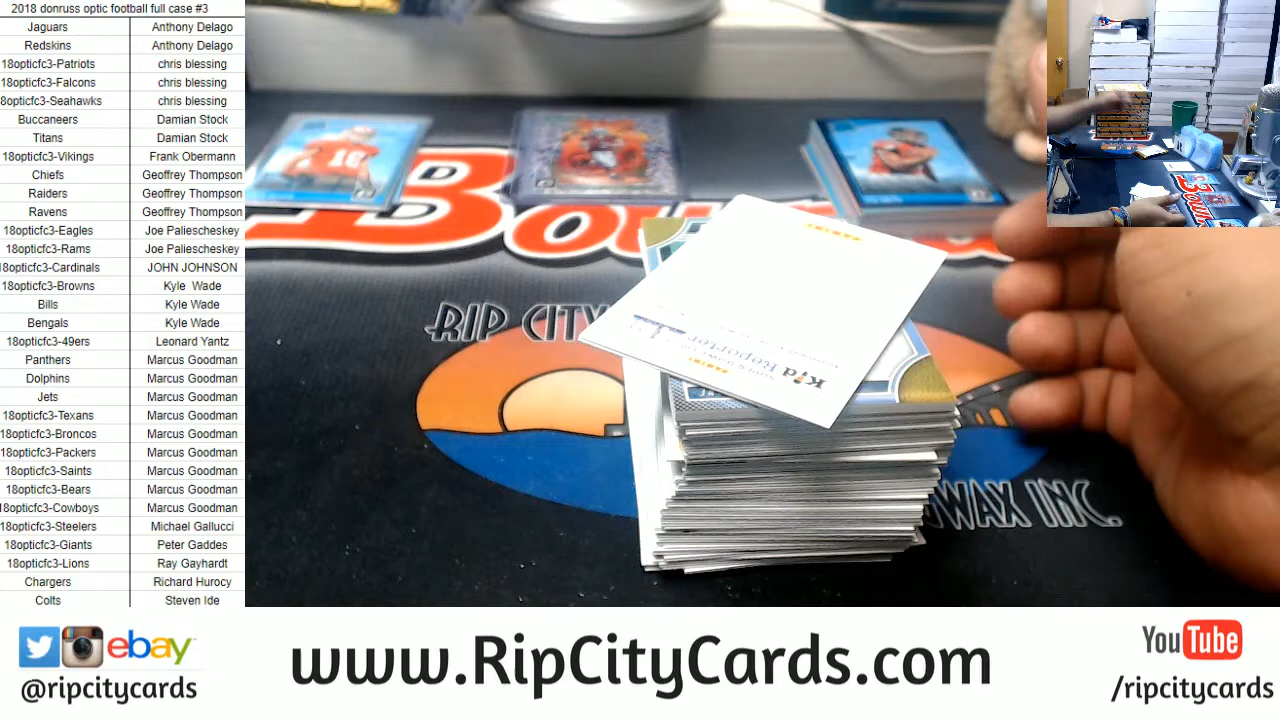 2018 donruss optic football full case #3
Jaguars Anthony Delago
Redskins Anthony Delago
18opticfc3-Patriots chris blessing
18opticfc3-Falcons chris blessing
8opticfc3-Seahawks chris blessing
Buccaneers Damian Stock
Titans Damian Stock
18opticfc3-Vikings Frank Obermann
Chiefs Geoffrey Thompson
Raiders Geoffrey Thompson
Ravens Geoffrey Thompson
18opticfc3-Eagles Joe Paliescheskey
18opticfc3-Rams Joe Paliescheskey
8opticfc3-Cardinals JOHN JOHNSON
18opticfc3-Browns Kyle Wade
Bills Kyle Wade
Bengals Kyle Wade
18opticfc3-49ers Leonard Yantz
Panthers Marcus Goodman
Dolphins Marcus Goodman
Jets Marcus Goodman
18opticfc3-Texans Marcus Goodman
18opticfc3-Broncos Marcus Goodman
18opticfc3-Packers Marcus Goodman
18opticfc3-Saints Marcus Goodman
18opticfc3-Bears Marcus Goodman
8opticfc3-Cowboys Marcus Goodman
18opticfc3-Steelers Michael Gallucci
18opticfc3-Giants Peter Gaddes
18opticfc3-Lions Ray Gayhardt
Chargers Richard Hurocy
Colts Steven Ide
Bow
RIP CITY
WAX INC.
PANINI
Kid Reporter
PANINI
ebay
@ripcitycards
www.RipCityCards.com
YouTube
/ripcitycards